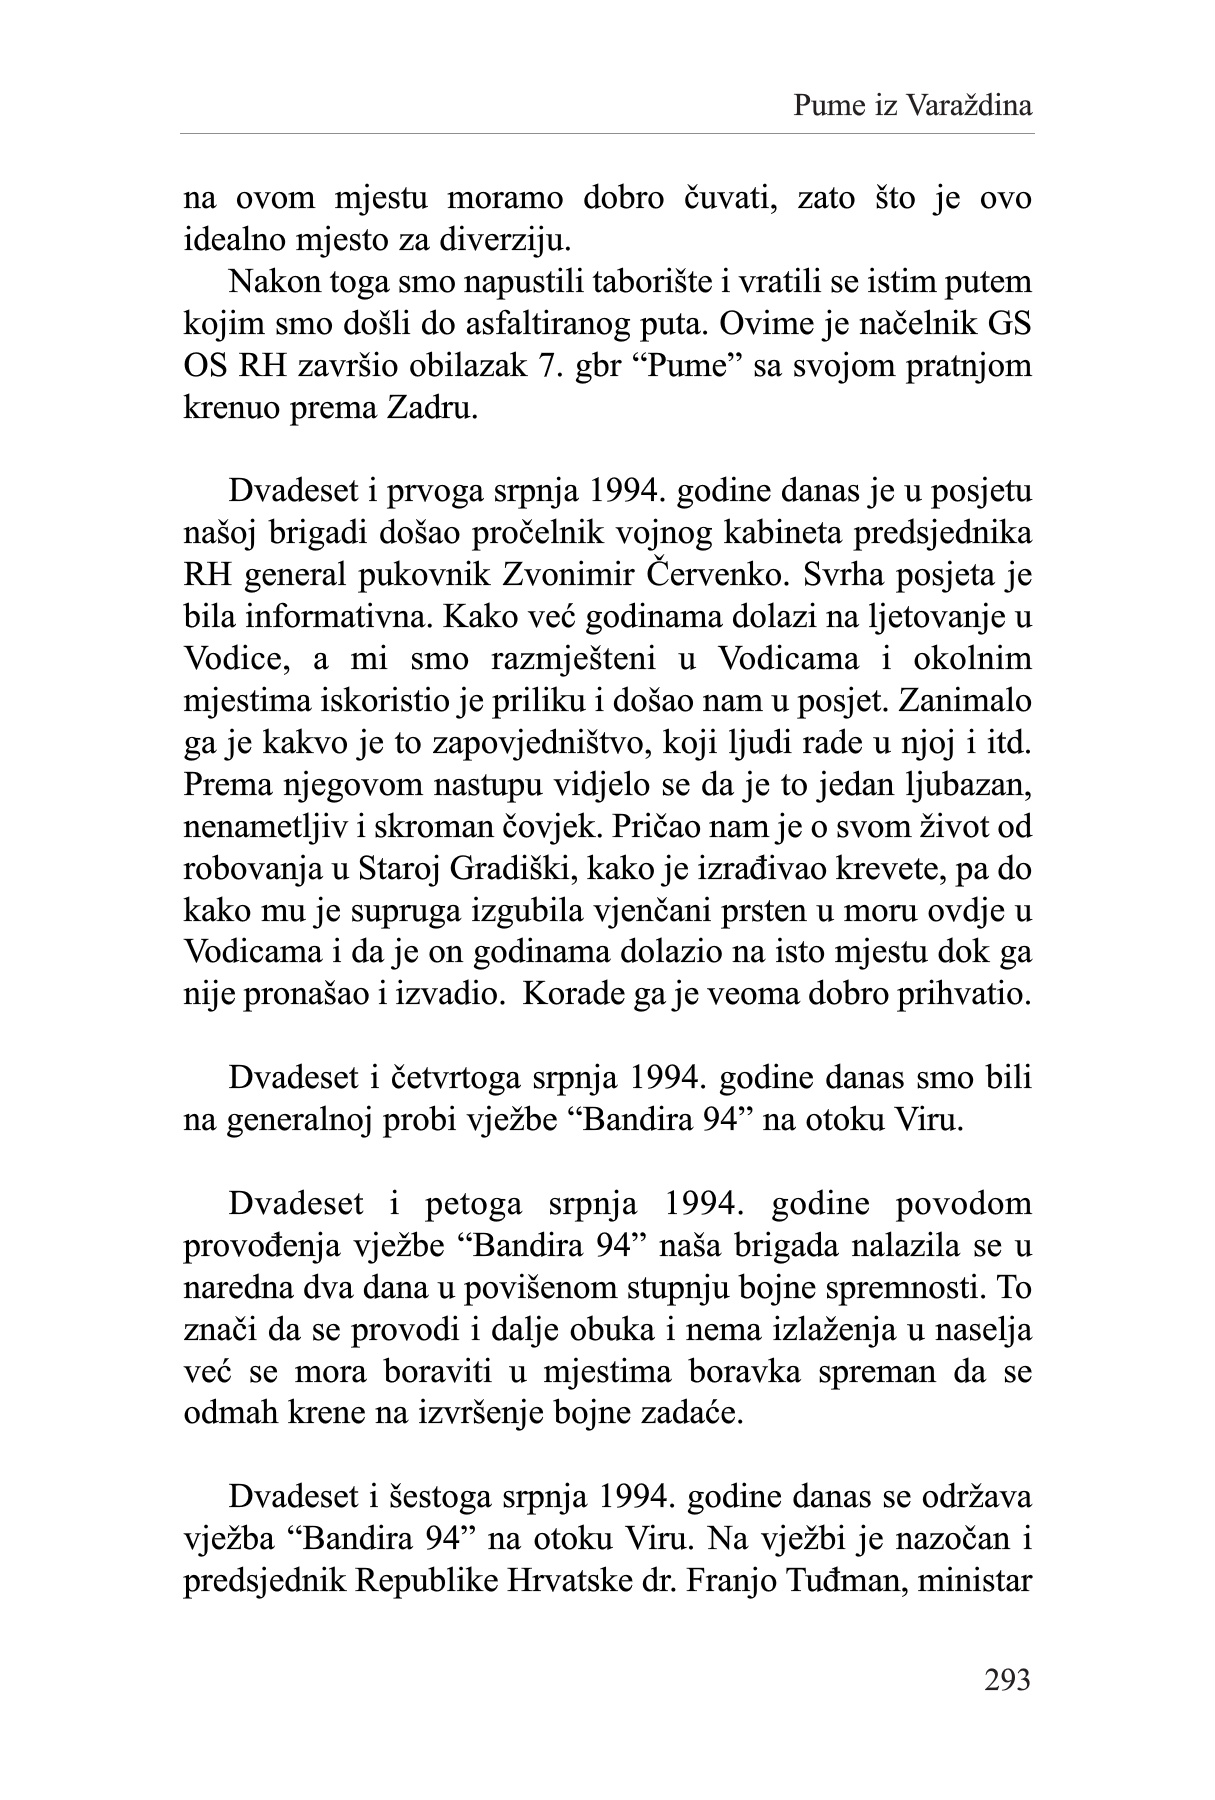 Pume iz Varaždina
na ovom mjestu moramo dobro čuvati, zato što je ovo
idealno mjesto za diverziju.
Nakon toga smo napustili taborište i vratili se istim putem
kojim smo došli do asfaltiranog puta. Ovime je načelnik GS
OS RH završio obilazak 7. gbr “Pume” sa svojom pratnjom
krenuo prema Zadru.
Dvadeset i prvoga srpnja 1994. godine danas je u posjetu
našoj brigadi došao pročelnik vojnog kabineta predsjednika
RH general pukovnik Zvonimir Červenko. Svrha posjeta je
bila informativna. Kako već godinama dolazi na ljetovanje u
Vodice, a mi smo razmješteni u Vodicama i okolnim
mjestima iskoristio je priliku i došao nam u posjet. Zanimalo
ga je kakvo je to zapovjedništvo, koji ljudi rade u njoj i itd.
Prema njegovom nastupu vidjelo se da je to jedan ljubazan,
nenametljiv i skroman čovjek. Pričao nam je o svom život od
robovanja u Staroj Gradiški, kako je izrađivao krevete, pa do
kako mu je supruga izgubila vjenčani prsten u moru ovdje u
Vodicama i da je on godinama dolazio na isto mjestu dok ga
nije pronašao i izvadio.  Korade ga je veoma dobro prihvatio.
Dvadeset i četvrtoga srpnja 1994. godine danas smo bili
na generalnoj probi vježbe “Bandira 94” na otoku Viru.
Dvadeset i petoga srpnja 1994. godine povodom
provođenja vježbe “Bandira 94” naša brigada nalazila se u
naredna dva dana u povišenom stupnju bojne spremnosti. To
znači da se provodi i dalje obuka i nema izlaženja u naselja
već se mora boraviti u mjestima boravka spreman da se
odmah krene na izvršenje bojne zadaće.
Dvadeset i šestoga srpnja 1994. godine danas se održava
vježba “Bandira 94” na otoku Viru. Na vježbi je nazočan i
predsjednik Republike Hrvatske dr. Franjo Tuđman, ministar
293